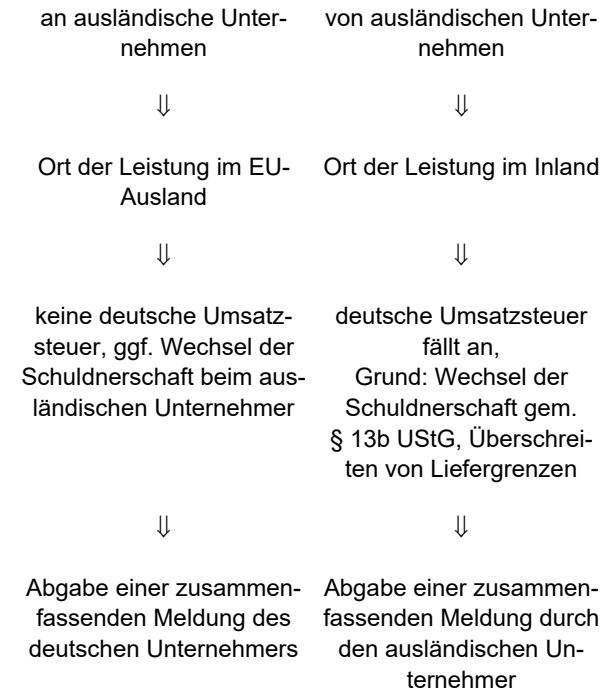 an ausländische Unter-
nehmen
⇓
Ort der Leistung im EU-
Ausland
⇓
keine deutsche Umsatz-
steuer, ggf. Wechsel der
Schuldnerschaft beim aus-
ländischen Unternehmer
⇓
Abgabe einer zusammen-
fassenden Meldung des
deutschen Unternehmers
von ausländischen Unter-
nehmen
⇓
Ort der Leistung im Inland
⇓
deutsche Umsatzsteuer
fällt an,
Grund: Wechsel der
Schuldnerschaft gem.
§ 13b UStG, Überschrei-
ten von Liefergrenzen
⇓
Abgabe einer zusammen-
fassenden Meldung durch
den ausländischen Un-
ternehmer